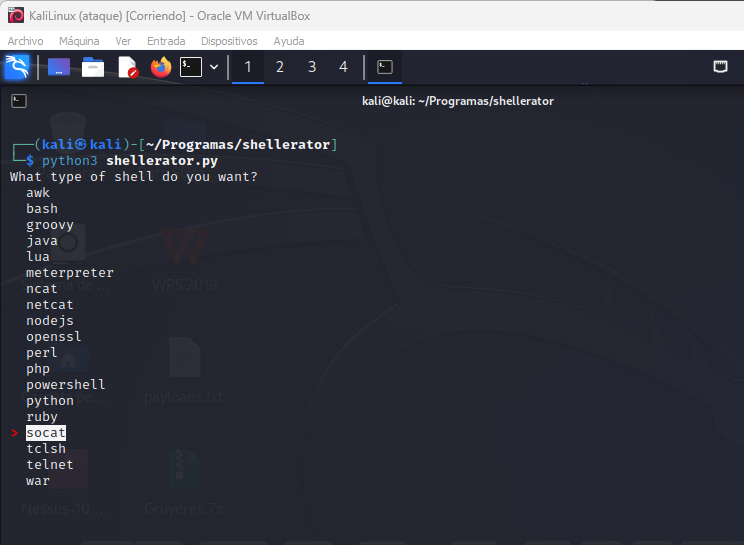 KaliLinux (ataque) [Corriendo] - Oracle VM VirtualBox
Archivo Máquina Ver Entrada Dispositivos Ayuda
1 2 3 4
kali@kali: ~/Programas/shellerator
┌──(kali㉿kali)-[~/Programas/shellerator]
└─$ python3 shellerator.py
What type of shell do you want?
awk
bash
groovy
java
lua
meterpreter
ncat
netcat
nodejs
openssl
perl
php
powershell
python
ruby
> socat
tclsh
telnet
war
WPS 2019
payloads.txt
Nessus-10,...
Gruyeres.7z